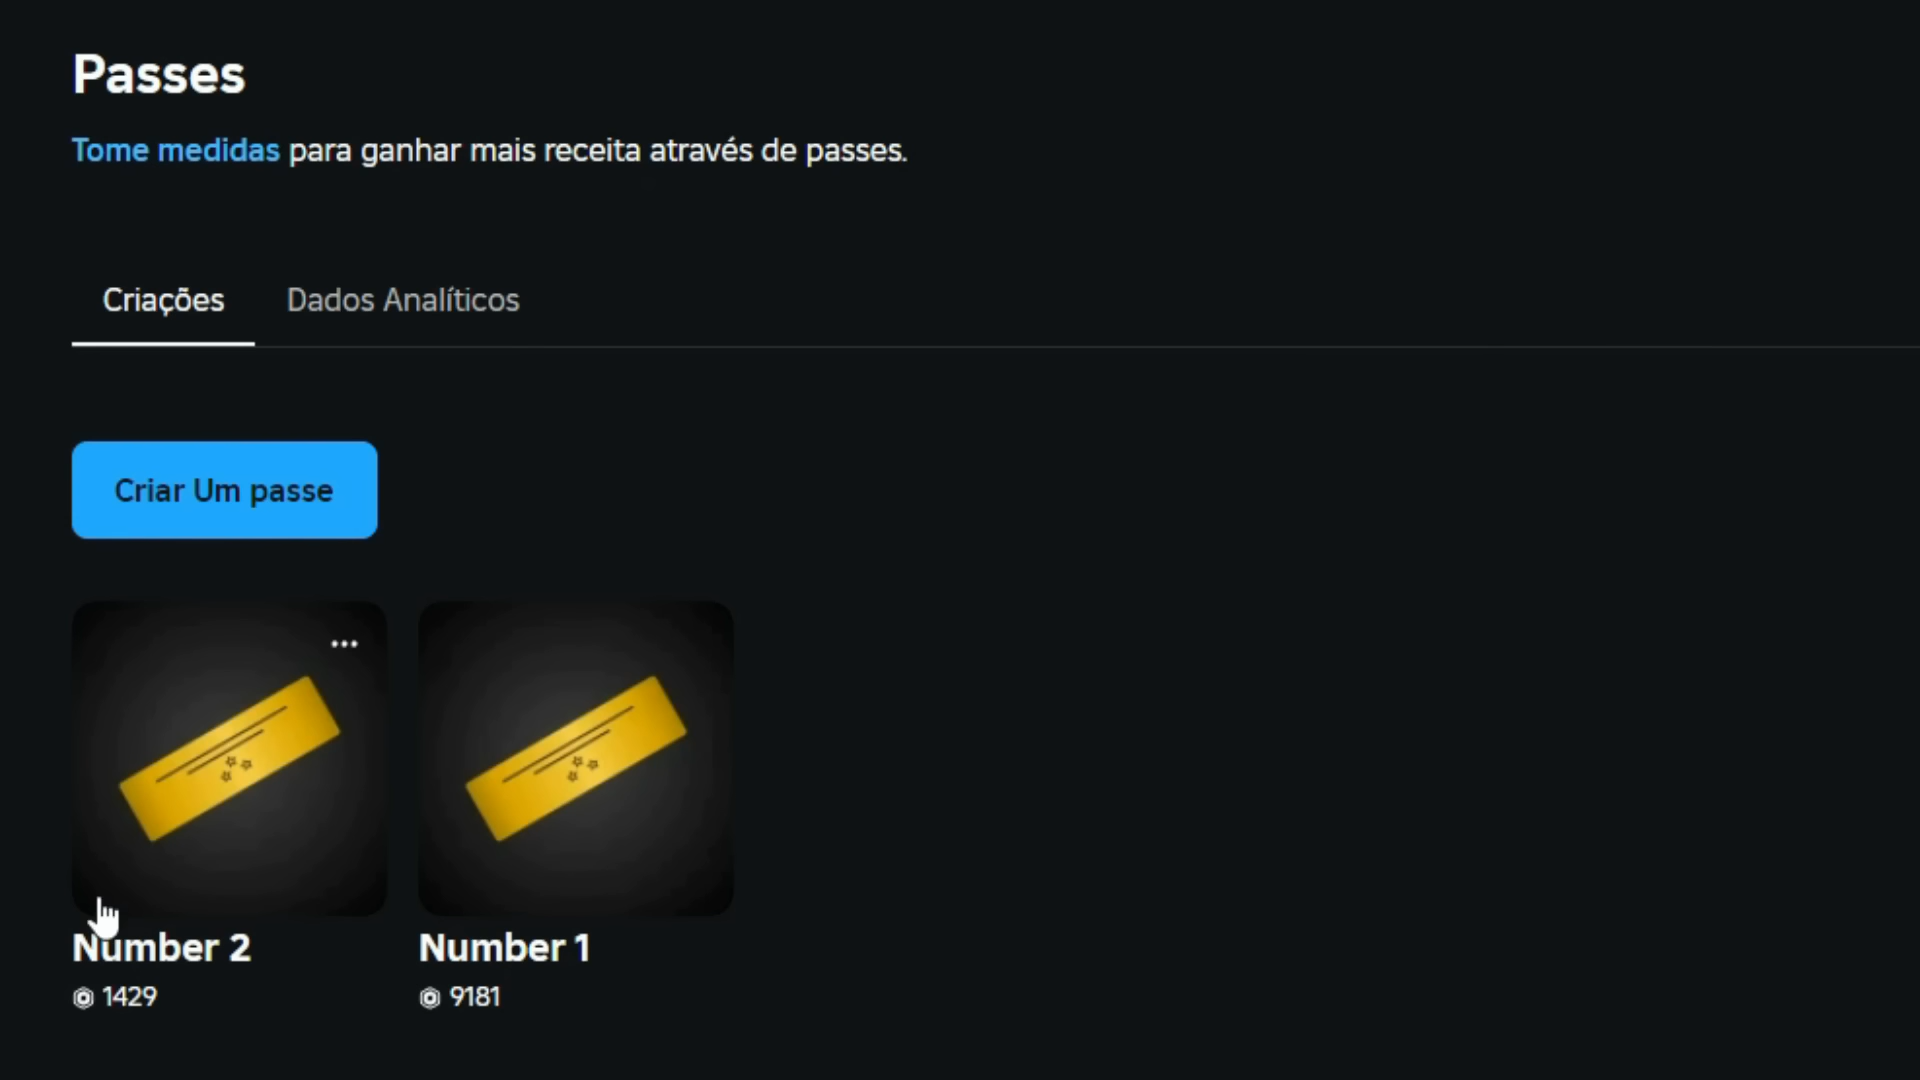 Passes
Tome medidas para ganhar mais receita através de passes.
Criações Dados Analíticos
Criar Um passe
Number 2 Number 1
1429 9181